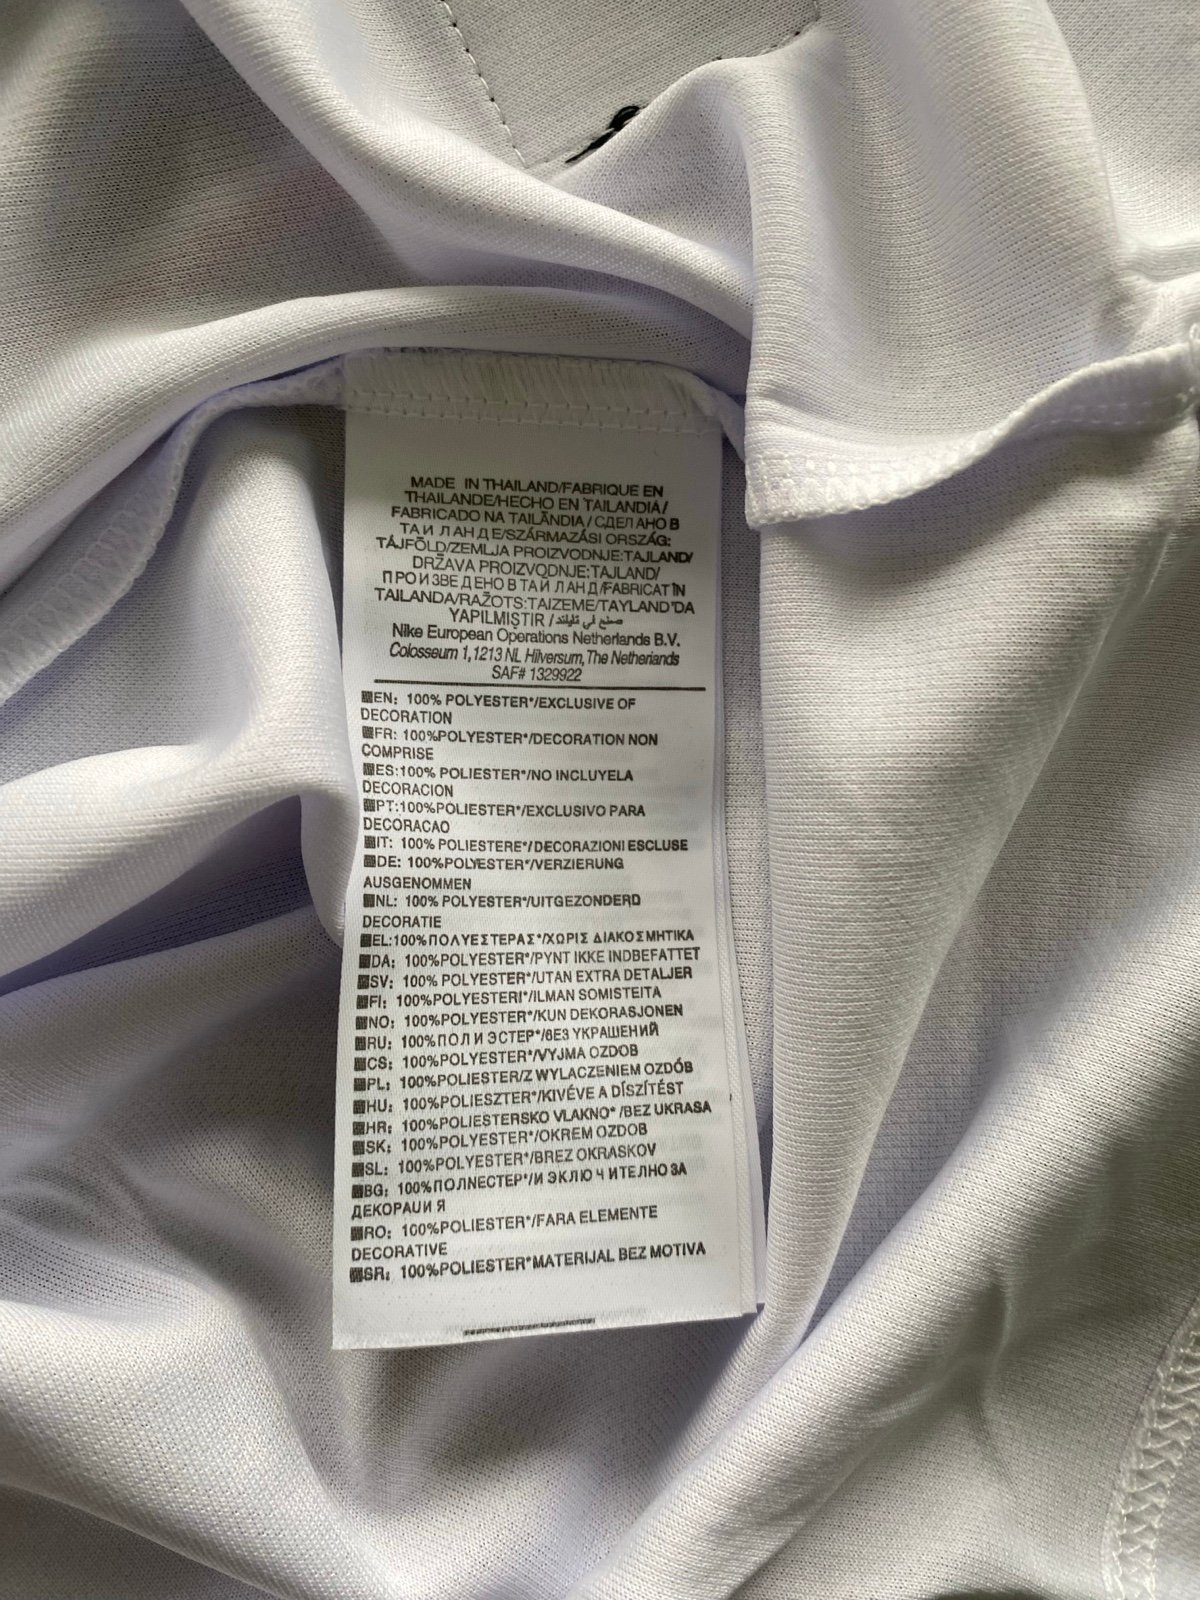 MADE IN THAILAND/FABRIQUE EN
THAILANDE/HECHO EN TAILANDIA/
FABRICADO NA TAILÂNDIA/СДЕЛАНО В
ТАИЛАНДЕ/SZÁRMAZÁSI ORSZÁG:
TÁJFÖLD/ZEMLJA PROIZVODNJE:TAJLAND/
DRŽAVA PROIZVODNJE:TAJLAND/
ПРОИЗВЕДЕНО В ТАЙЛАНД/FABRICAT ÎN
TAILANDA/RAŽOTS:TAIZEME/TAYLAND'DA
YAPILMIŞTIR/صنع في تايلند
Nike European Operations Netherlands B.V.
Colosseum 1,1213 NL Hilversum, The Netherlands
SAF# 1329922
EN: 100% POLYESTER*/EXCLUSIVE OF
DECORATION
FR: 100%POLYESTER*/DECORATION NON
COMPRISE
ES:100% POLIESTER*/NO INCLUYELA
DECORACION
PT:100%POLIESTER*/EXCLUSIVO PARA
DECORACAO
IT: 100% POLIESTERE*/DECORAZIONI ESCLUSE
DE: 100%POLYESTER*/VERZIERUNG
AUSGENOMMEN
NL: 100% POLYESTER*/UITGEZONDERD
DECORATIE
EL:100%ΠΟΛΥΕΣΤΕΡΑΣ*/ΧΩΡΙΣ ΔΙΑΚΟΣΜΗΤΙΚΑ
DA; 100%POLYESTER*/PYNT IKKE INDBEFATTET
SV: 100% POLYESTER*/UTAN EXTRA DETALJER
FI; 100%POLYESTERI*/ILMAN SOMISTEITA
NO; 100%POLYESTER*/KUN DEKORASJONEN
RU: 100%ПОЛИЭСТЕР*/БЕЗ УКРАШЕНИЙ
CS; 100%POLYESTER*/VYJMA OZDOB
PL; 100%POLIESTER/Z WYLACZENIEM OZDÓB
HU; 100%POLIESZTER*/KIVÉVE A DÍSZÍTÉST
HR; 100%POLIESTERSKO VLAKNO*/BEZ UKRASA
SK; 100%POLYESTER*/OKREM OZDOB
SL; 100%POLYESTER*/BREZ OKRASKOV
BG; 100%ПОЛNЕСТЕР*/И ЭКЛЮЧИТЕЛНО ЗА
ДЕКОРАЦИЯ
RO: 100%POLIESTER*/FARA ELEMENTE
DECORATIVE
SR; 100%POLIESTER*MATERIJAL BEZ MOTIVA